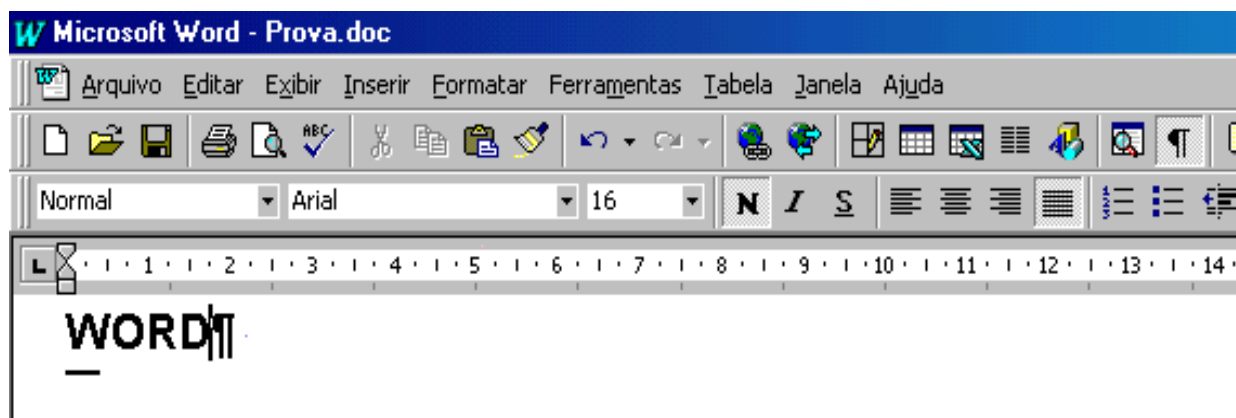 Microsoft Word - Prova.doc
Arquivo Editar Exibir Inserir Formatar Ferramentas Tabela Janela Ajuda
ABC
Normal Arial 16 N I S
L 1 2 3 4 5 6 7 8 9 10 11 12 13 14
WORD¶